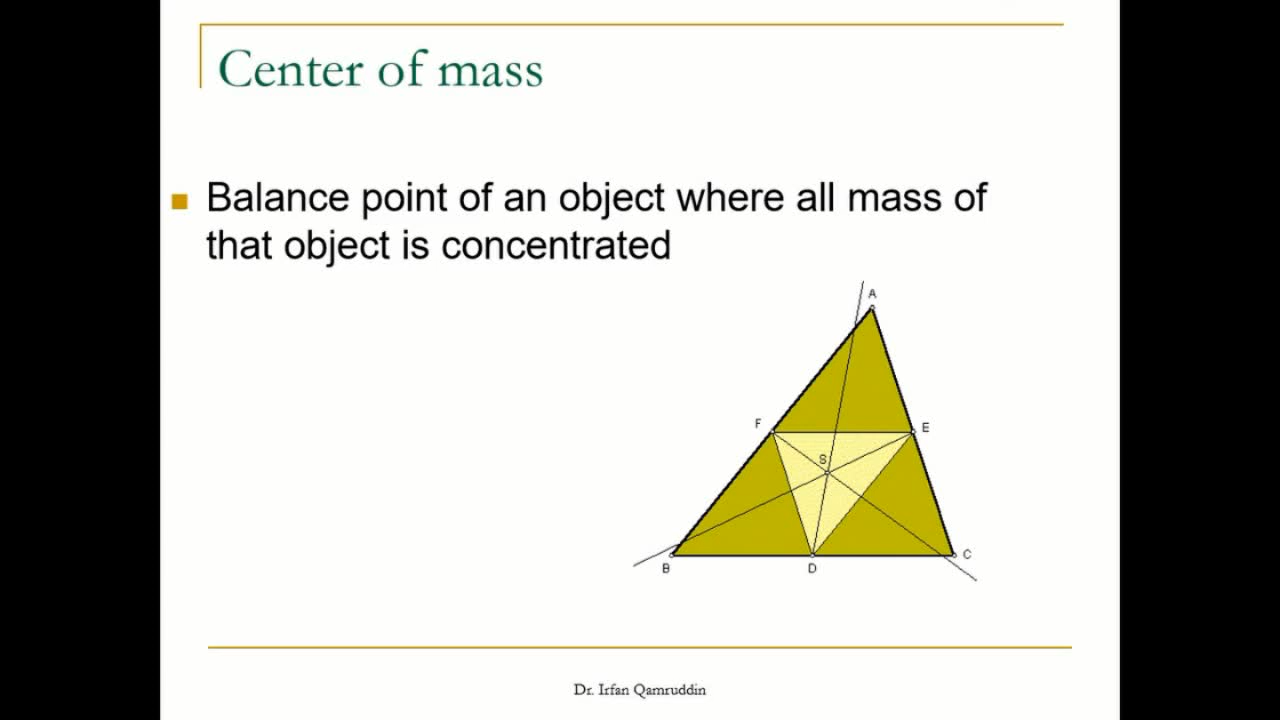 Center of mass
Balance point of an object where all mass of
that object is concentrated
A
F
E
S
B
D
C
Dr. Irfan Qamruddin